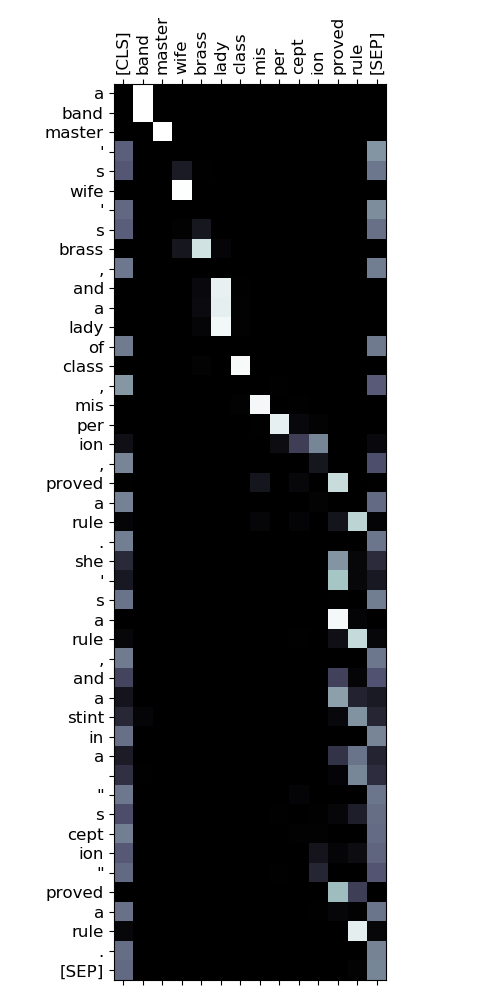 [CLS]
band
master
wife
brass
lady
class
mis
per
cept
ion
proved
rule
[SEP]
a
band
master
'
s
wife
'
s
brass
,
and
a
lady
of
class
,
mis
per
ion
,
proved
a
rule
.
she
'
s
a
rule
,
and
a
stint
in
a
-
"
s
cept
ion
"
proved
a
rule
.
[SEP]